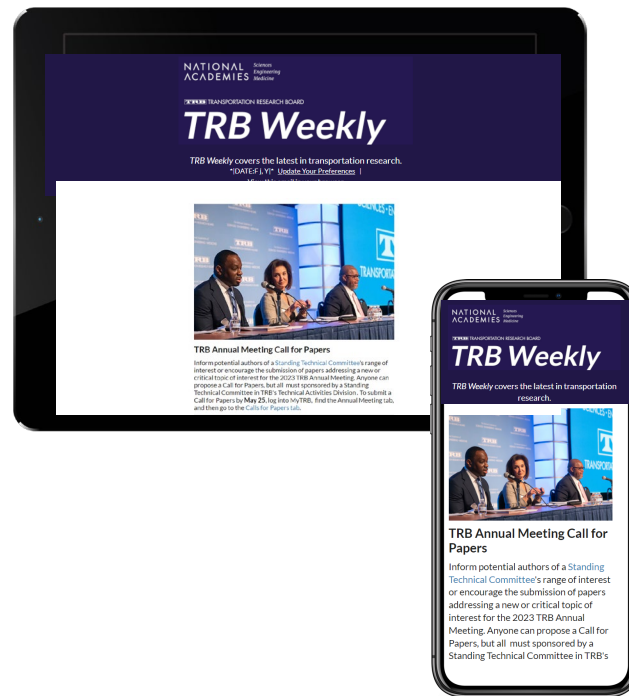 NATIONAL ACADEMIES
Sciences
Engineering
Medicine
TRB TRANSPORTATION RESEARCH BOARD
TRB Weekly
TRB Weekly covers the latest in transportation research.
*|DATE:F j, Y|* Update Your Preferences |
TRB Annual Meeting Call for Papers
Inform potential authors of a Standing Technical Committee's range of
interest or encourage the submission of papers addressing a new or
critical topic of interest for the 2023 TRB Annual Meeting. Anyone can
propose a Call for Papers, but all must sponsored by a Standing
Technical Committee in TRB's Technical Activities Division. To submit a
Call for Papers by May 25, log into MyTRB, find the Annual Meeting tab,
and then go to the Calls for Papers tab.
NATIONAL ACADEMIES
Sciences
Engineering
Medicine
TRB TRANSPORTATION RESEARCH BOARD
TRB Weekly
TRB Weekly covers the latest in transportation
research.
TRB Annual Meeting Call for
Papers
Inform potential authors of a Standing
Technical Committee's range of interest
or encourage the submission of papers
addressing a new or critical topic of
interest for the 2023 TRB Annual
Meeting. Anyone can propose a Call for
Papers, but all must sponsored by a
Standing Technical Committee in TRB's